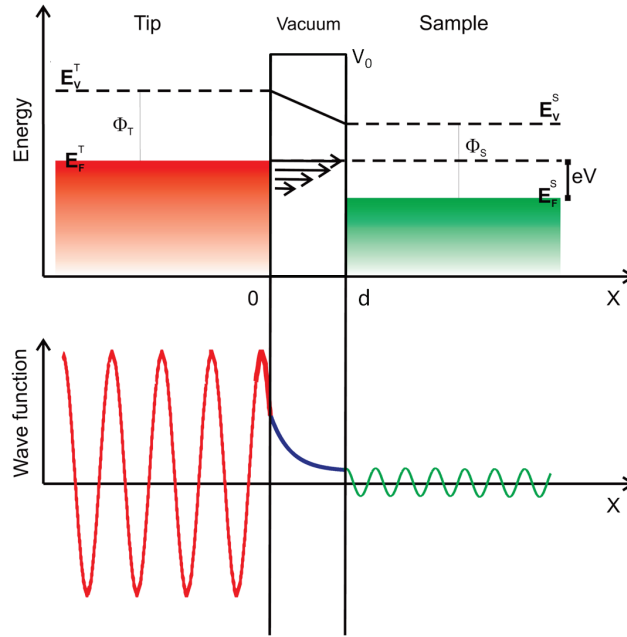 Tip
Vacuum
Sample
V₀
Energy
E_V^T
E_V^S
Φ_T
Φ_S
E_F^T
E_F^S
eV
0
d
X
Wave function
X